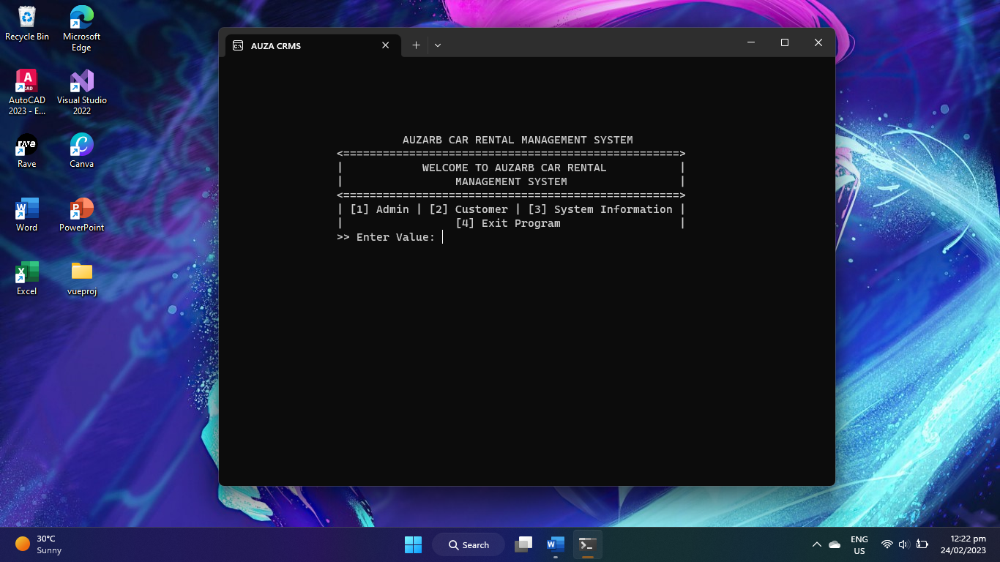 Recycle Bin
Microsoft Edge
AutoCAD 2023 - E...
Visual Studio 2022
rave
Rave
Canva
Word
PowerPoint
Excel
vueproj
AUZA CRMS
AUZARB CAR RENTAL MANAGEMENT SYSTEM
<===================================================>
| WELCOME TO AUZARB CAR RENTAL |
| MANAGEMENT SYSTEM |
<===================================================>
| [1] Admin | [2] Customer | [3] System Information |
| [4] Exit Program |
>> Enter Value:
30°C
Sunny
Search
ENG
US
12:22 pm
24/02/2023